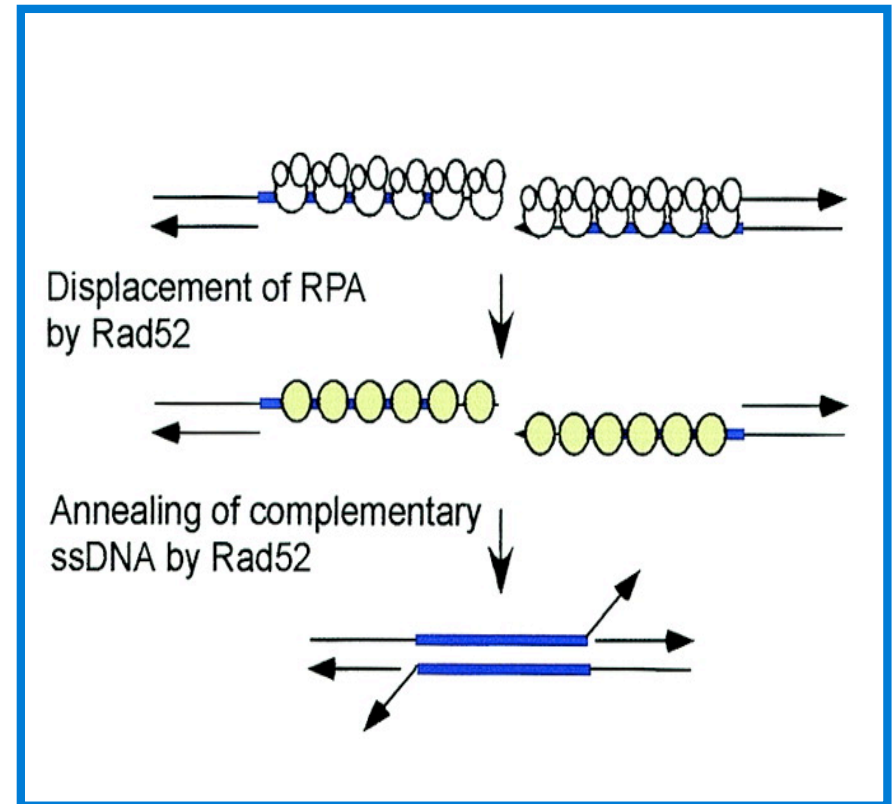 Displacement of RPA
by Rad52
Annealing of complementary
ssDNA by Rad52